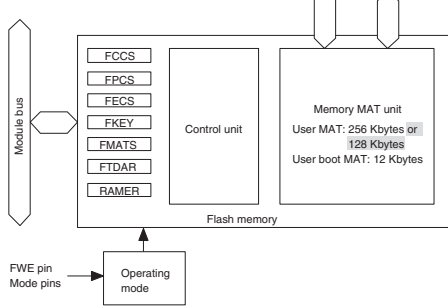 Module bus
FCCS
FPCS
FECS
FKEY
FMATS
FTDAR
RAMER
Control unit
Memory MAT unit
User MAT: 256 Kbytes or
128 Kbytes
User boot MAT: 12 Kbytes
Flash memory
FWE pin
Mode pins
Operating
mode